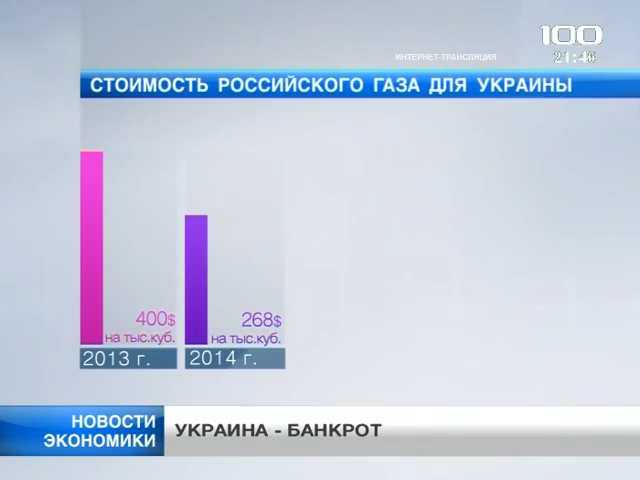 100
ИНТЕРНЕТ-ТРАНСЛЯЦИЯ
21:40
СТОИМОСТЬ РОССИЙСКОГО ГАЗА ДЛЯ УКРАИНЫ
400$
на тыс.куб.
2013 г.
268$
на тыс.куб.
2014 г.
НОВОСТИ
ЭКОНОМИКИ
УКРАИНА - БАНКРОТ